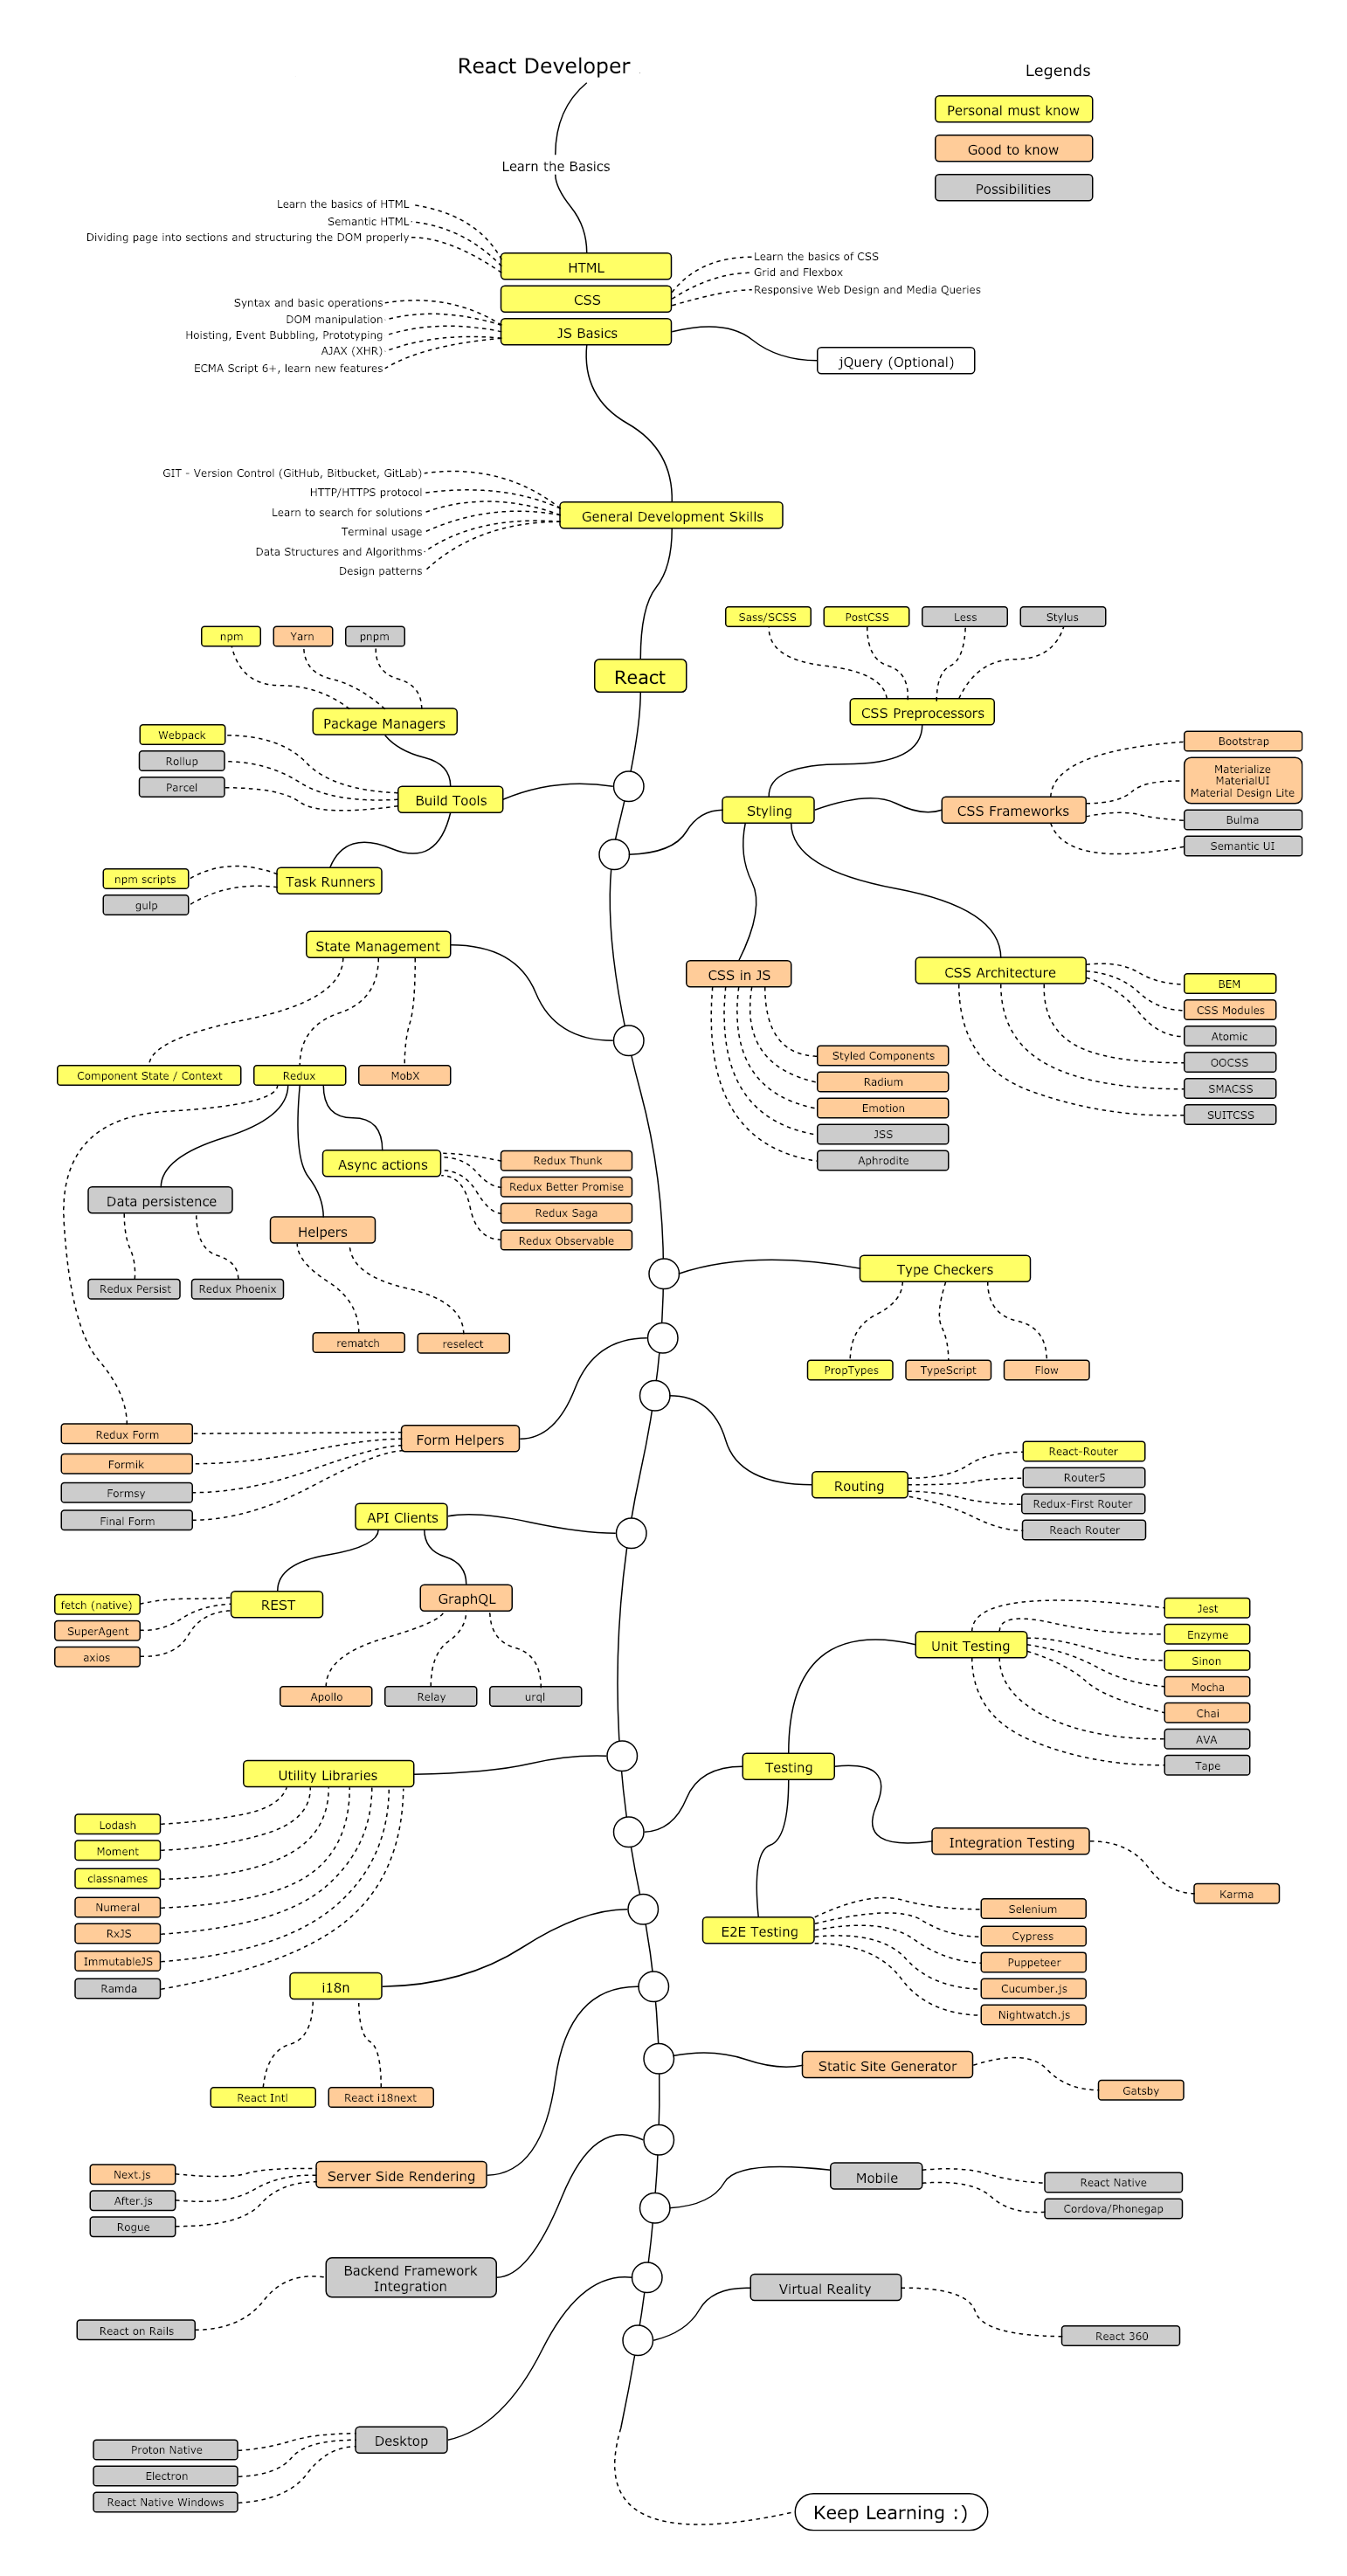 React Developer
Legends
Personal must know
Good to know
Possibilities
Learn the Basics
Learn the basics of HTML
Semantic HTML
Dividing page into sections and structuring the DOM properly
HTML
CSS
JS Basics
Learn the basics of CSS
Grid and Flexbox
Responsive Web Design and Media Queries
Syntax and basic operations
DOM manipulation
Hoisting, Event Bubbling, Prototyping
AJAX (XHR)
ECMA Script 6+, learn new features
jQuery (Optional)
GIT - Version Control (GitHub, Bitbucket, GitLab)
HTTP/HTTPS protocol
Learn to search for solutions
Terminal usage
Data Structures and Algorithms
Design patterns
General Development Skills
React
npm
Yarn
pnpm
Package Managers
Webpack
Rollup
Parcel
Build Tools
Task Runners
npm scripts
gulp
Sass/SCSS
PostCSS
Less
Stylus
CSS Preprocessors
Styling
CSS Frameworks
Bootstrap
Materialize
MaterialUI
Material Design Lite
Bulma
Semantic UI
CSS in JS
Styled Components
Radium
Emotion
JSS
Aphrodite
CSS Architecture
BEM
CSS Modules
Atomic
OOCSS
SMACSS
SUITCSS
State Management
Component State / Context
Redux
MobX
Async actions
Redux Thunk
Redux Better Promise
Redux Saga
Redux Observable
Data persistence
Redux Persist
Redux Phoenix
Helpers
rematch
reselect
Type Checkers
PropTypes
TypeScript
Flow
Form Helpers
Redux Form
Formik
Formsy
Final Form
Routing
React-Router
Router5
Redux-First Router
Reach Router
API Clients
REST
fetch (native)
SuperAgent
axios
GraphQL
Apollo
Relay
urql
Unit Testing
Jest
Enzyme
Sinon
Mocha
Chai
AVA
Tape
Utility Libraries
Lodash
Moment
classnames
Numeral
RxJS
ImmutableJS
Ramda
Testing
Integration Testing
Karma
E2E Testing
Selenium
Cypress
Puppeteer
Cucumber.js
Nightwatch.js
i18n
React Intl
React i18next
Static Site Generator
Gatsby
Server Side Rendering
Next.js
After.js
Rogue
Mobile
React Native
Cordova/Phonegap
Backend Framework
Integration
React on Rails
Virtual Reality
React 360
Desktop
Proton Native
Electron
React Native Windows
Keep Learning :)